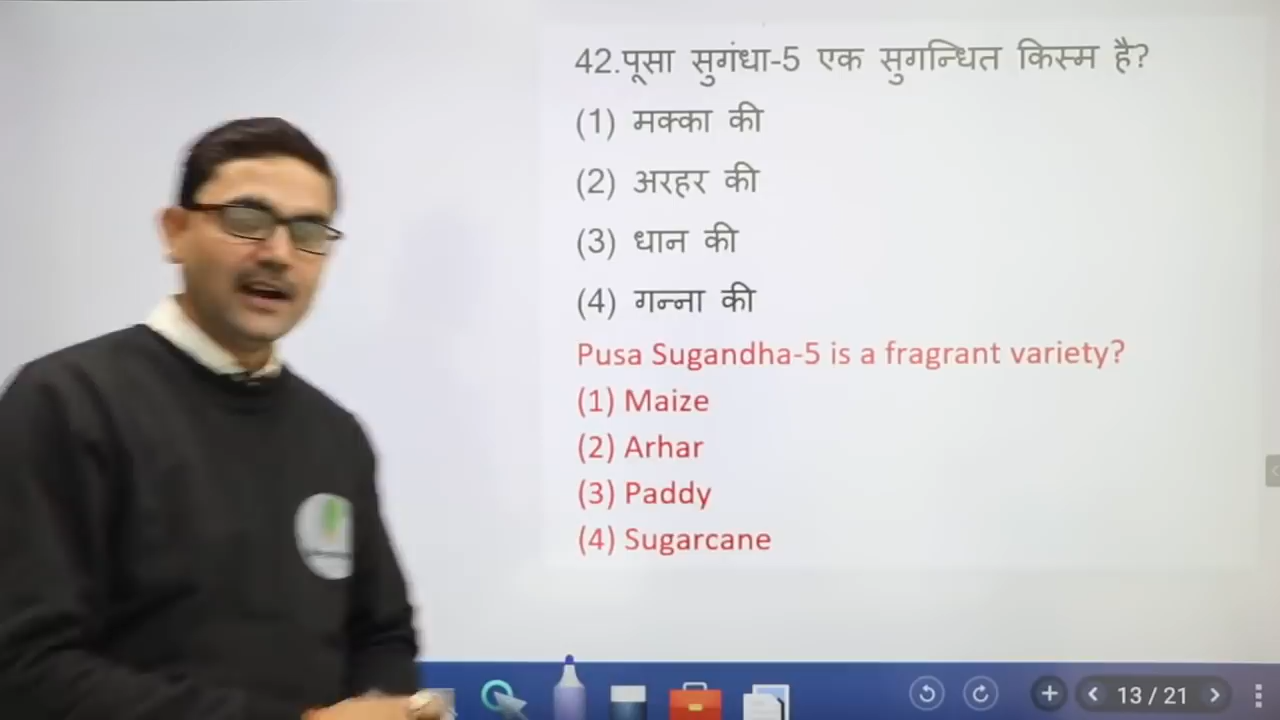 42.पूसा सुगंधा-5 एक सुगन्धित किस्म है?
(1) मक्का की
(2) अरहर की
(3) धान की
(4) गन्ना की
Pusa Sugandha-5 is a fragrant variety?
(1) Maize
(2) Arhar
(3) Paddy
(4) Sugarcane
13 / 21